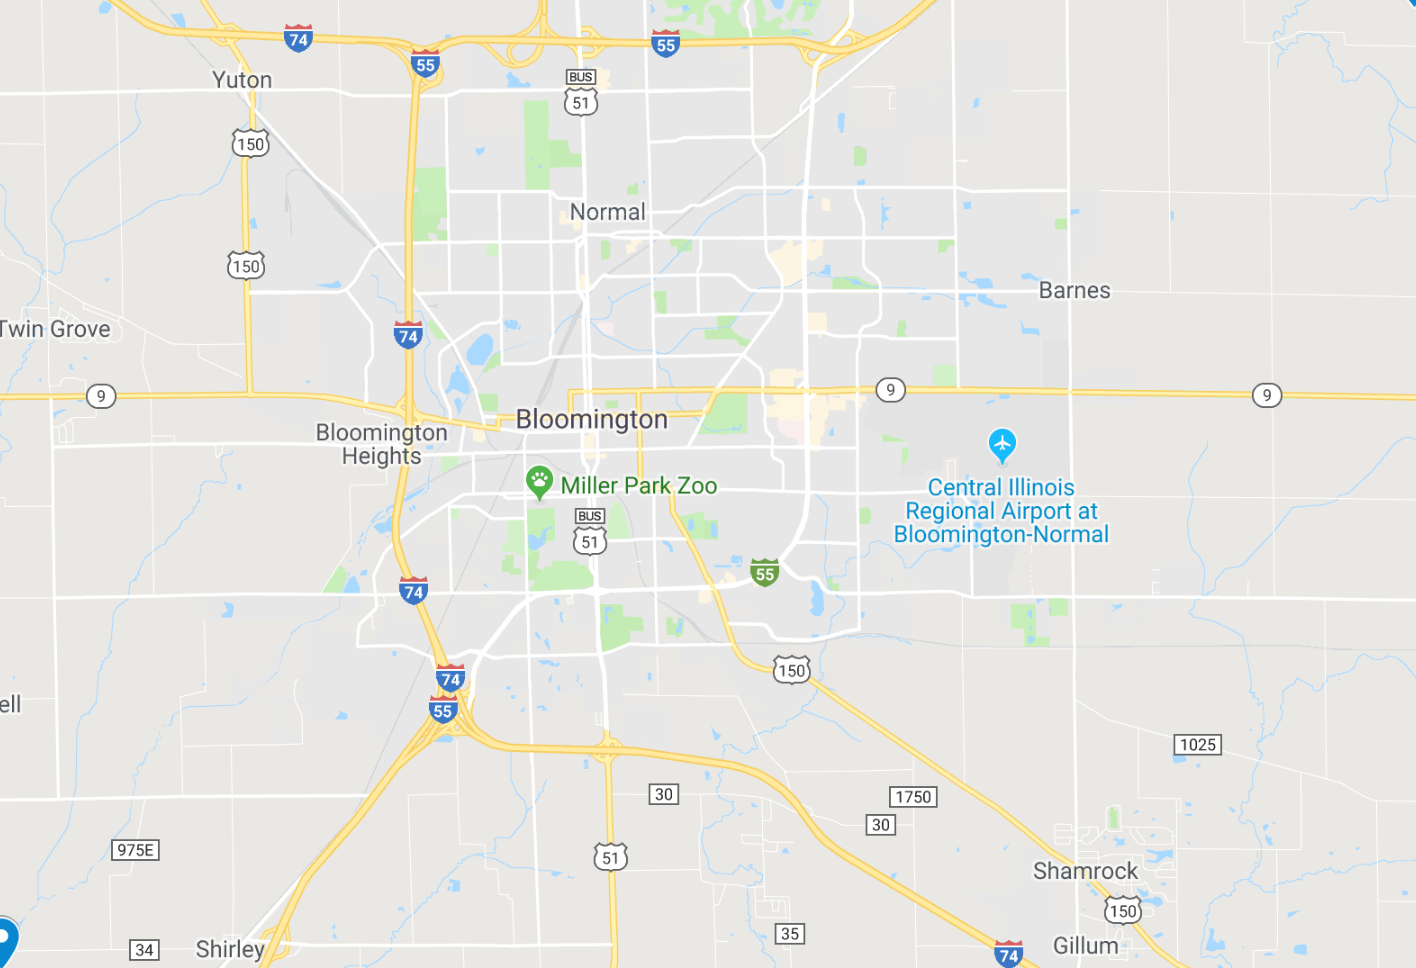 74
55
55
Yuton
BUS
51
150
Normal
150
Barnes
Twin Grove
74
9
9
9
Bloomington
Bloomington
Heights
Miller Park Zoo
Central Illinois
Regional Airport at
Bloomington-Normal
BUS
51
55
74
74
150
ell
55
1025
30
1750
30
975E
51
Shamrock
150
35
34
Shirley
Gillum
74